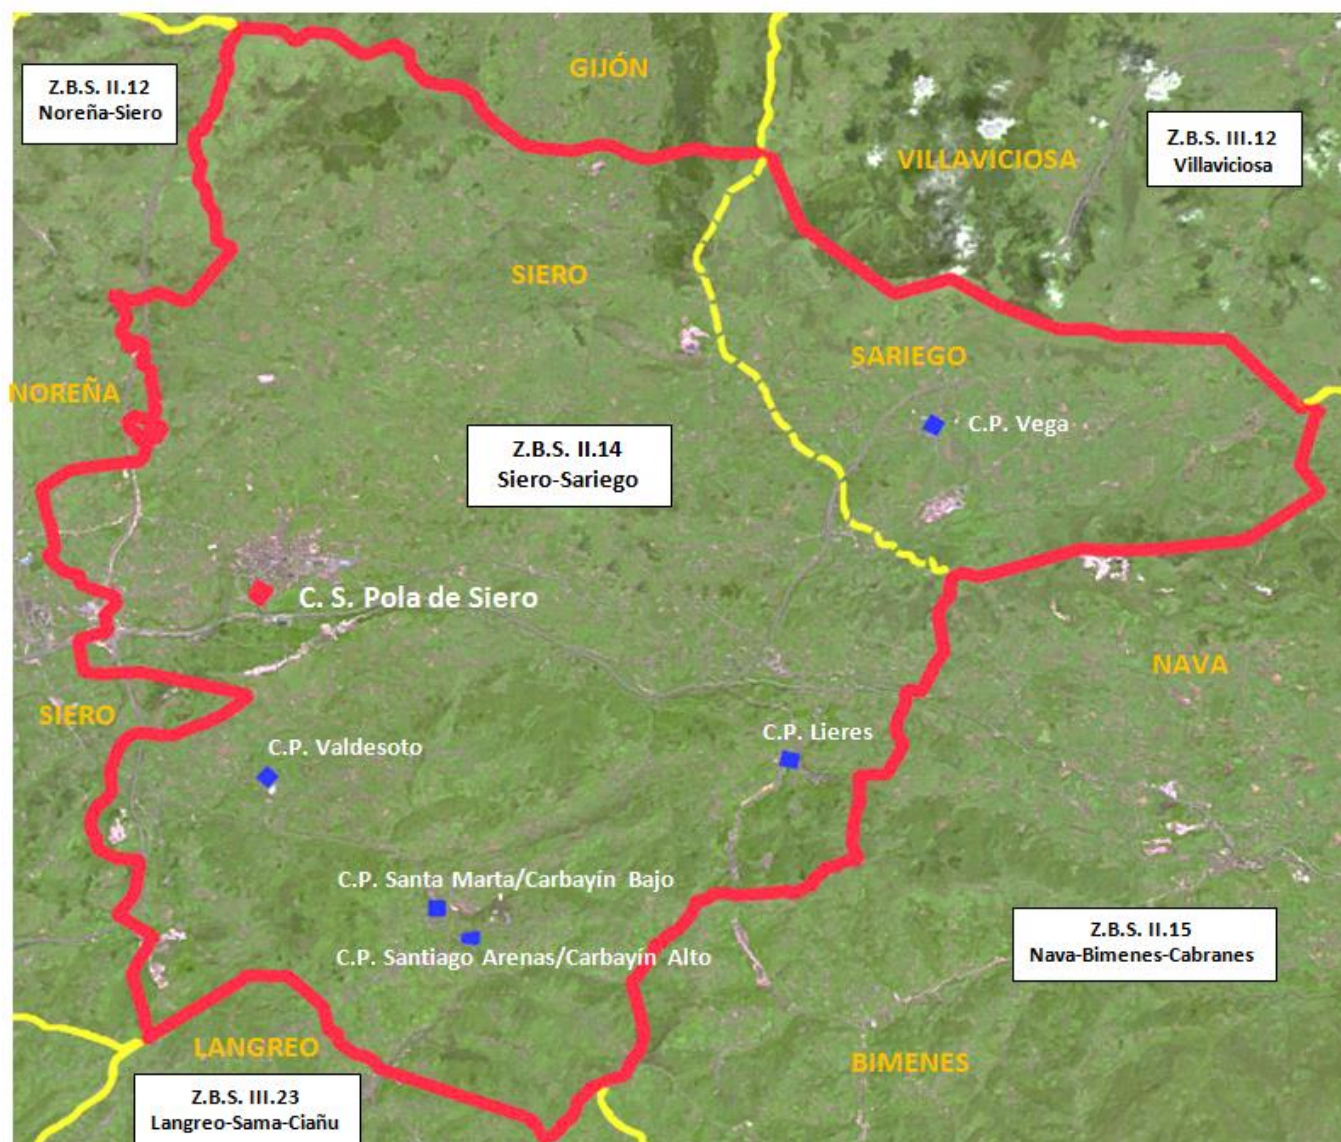 GIJÓN
Z.B.S. II.12
Noreña-Siero
VILLAVICIOSA
Z.B.S. III.12
Villaviciosa
SIERO
SARIEGO
NOREÑA
C.P. Vega
Z.B.S. II.14
Siero-Sariego
C. S. Pola de Siero
NAVA
SIERO
C.P. Valdesoto
C.P. Lieres
C.P. Santa Marta/Carbayín Bajo
C.P. Santiago Arenas/Carbayín Alto
Z.B.S. II.15
Nava-Bimenes-Cabranes
LANGREO
BIMENES
Z.B.S. III.23
Langreo-Sama-Ciañu